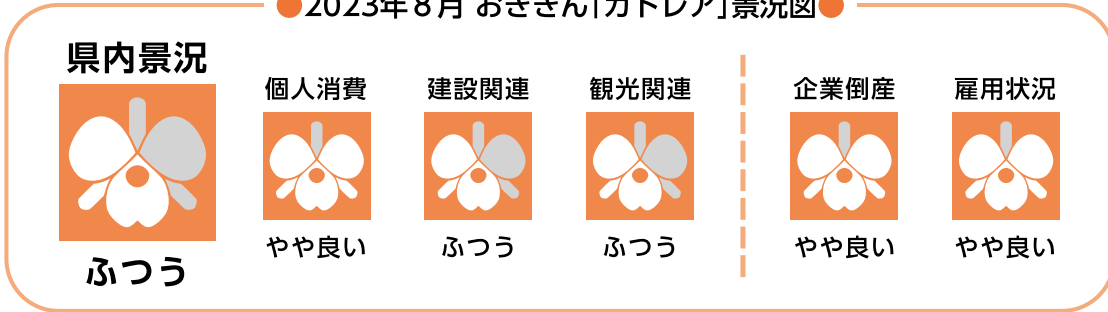 ●2023年8月 おきぎん「カトレア」景況図●
県内景況
ふつう
個人消費
やや良い
建設関連
ふつう
観光関連
ふつう
企業倒産
やや良い
雇用状況
やや良い